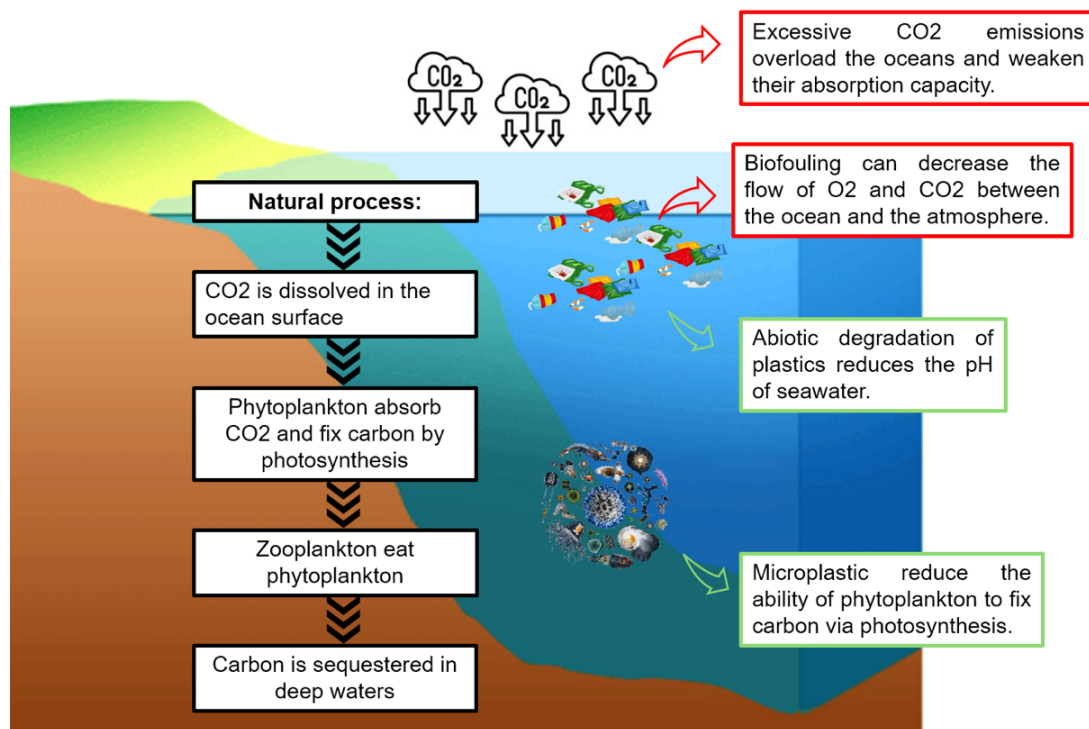 CO2
CO2
CO2
Excessive CO2 emissions
overload the oceans and weaken
their absorption capacity.
Biofouling can decrease the
flow of O2 and CO2 between
the ocean and the atmosphere.
Natural process:
CO2 is dissolved in the
ocean surface
Abiotic degradation of
plastics reduces the pH
of seawater.
Phytoplankton absorb
CO2 and fix carbon by
photosynthesis
Zooplankton eat
phytoplankton
Microplastic reduce the
ability of phytoplankton to fix
carbon via photosynthesis.
Carbon is sequestered in
deep waters